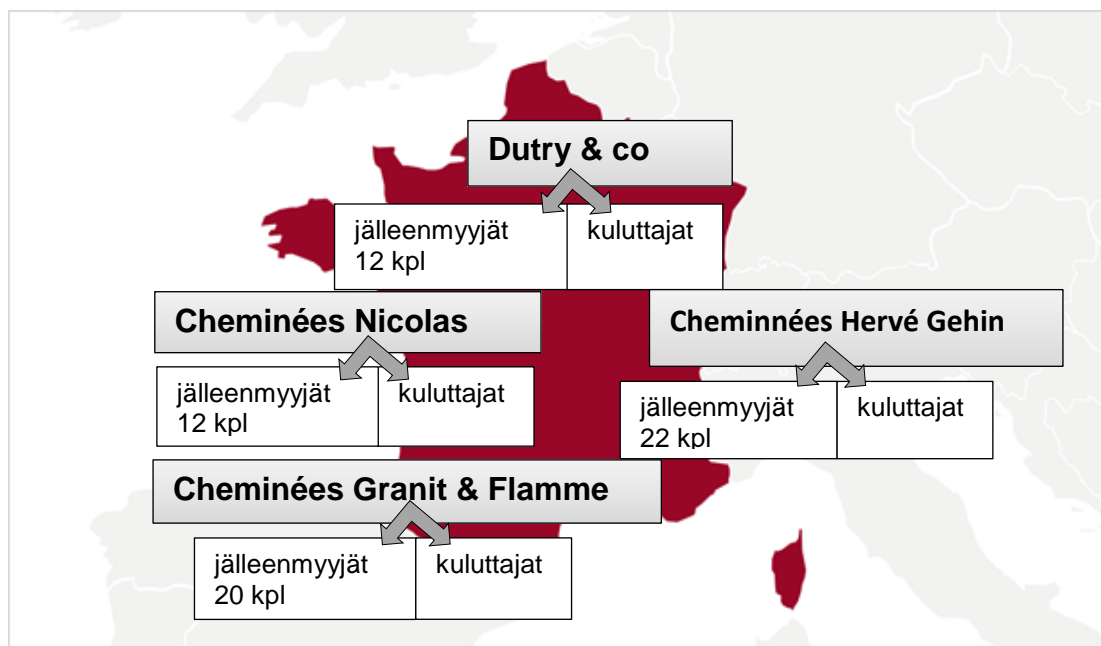 Dutry & co
jälleenmyyjät
12 kpl
kuluttajat
Cheminées Nicolas
jälleenmyyjät
12 kpl
kuluttajat
Cheminnées Hervé Gehin
jälleenmyyjät
22 kpl
kuluttajat
Cheminées Granit & Flamme
jälleenmyyjät
20 kpl
kuluttajat